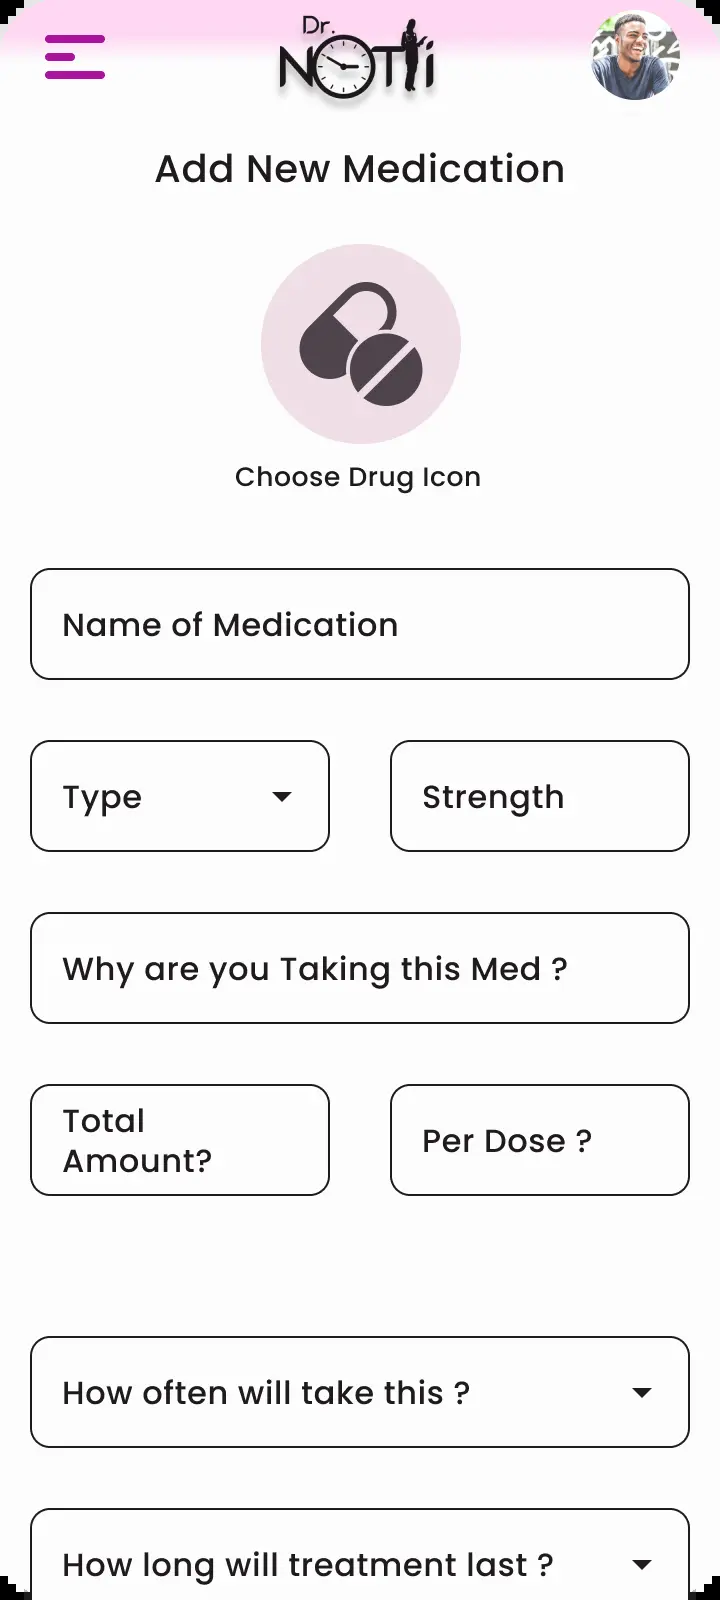 Dr.
NOTii
Add New Medication
Choose Drug Icon
Name of Medication
Type
Strength
Why are you Taking this Med ?
Total
Amount?
Per Dose ?
How often will take this ?
How long will treatment last ?